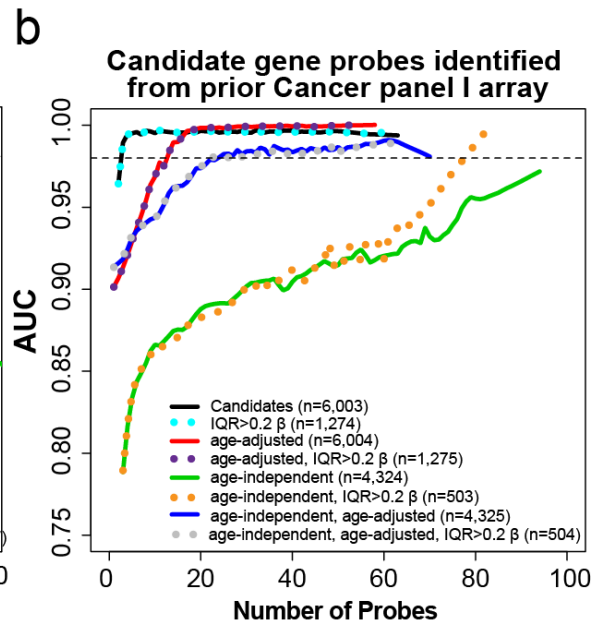 b
Candidate gene probes identified
from prior Cancer panel I array
AUC
1.00
0.95
0.90
0.85
0.80
0.75
Candidates (n=6,003)
IQR>0.2 β (n=1,274)
age-adjusted (n=6,004)
age-adjusted, IQR>0.2 β (n=1,275)
age-independent (n=4,324)
age-independent, IQR>0.2 β (n=503)
age-independent, age-adjusted (n=4,325)
age-independent, age-adjusted, IQR>0.2 β (n=504)
)
0
0 20 40 60 80 100
Number of Probes